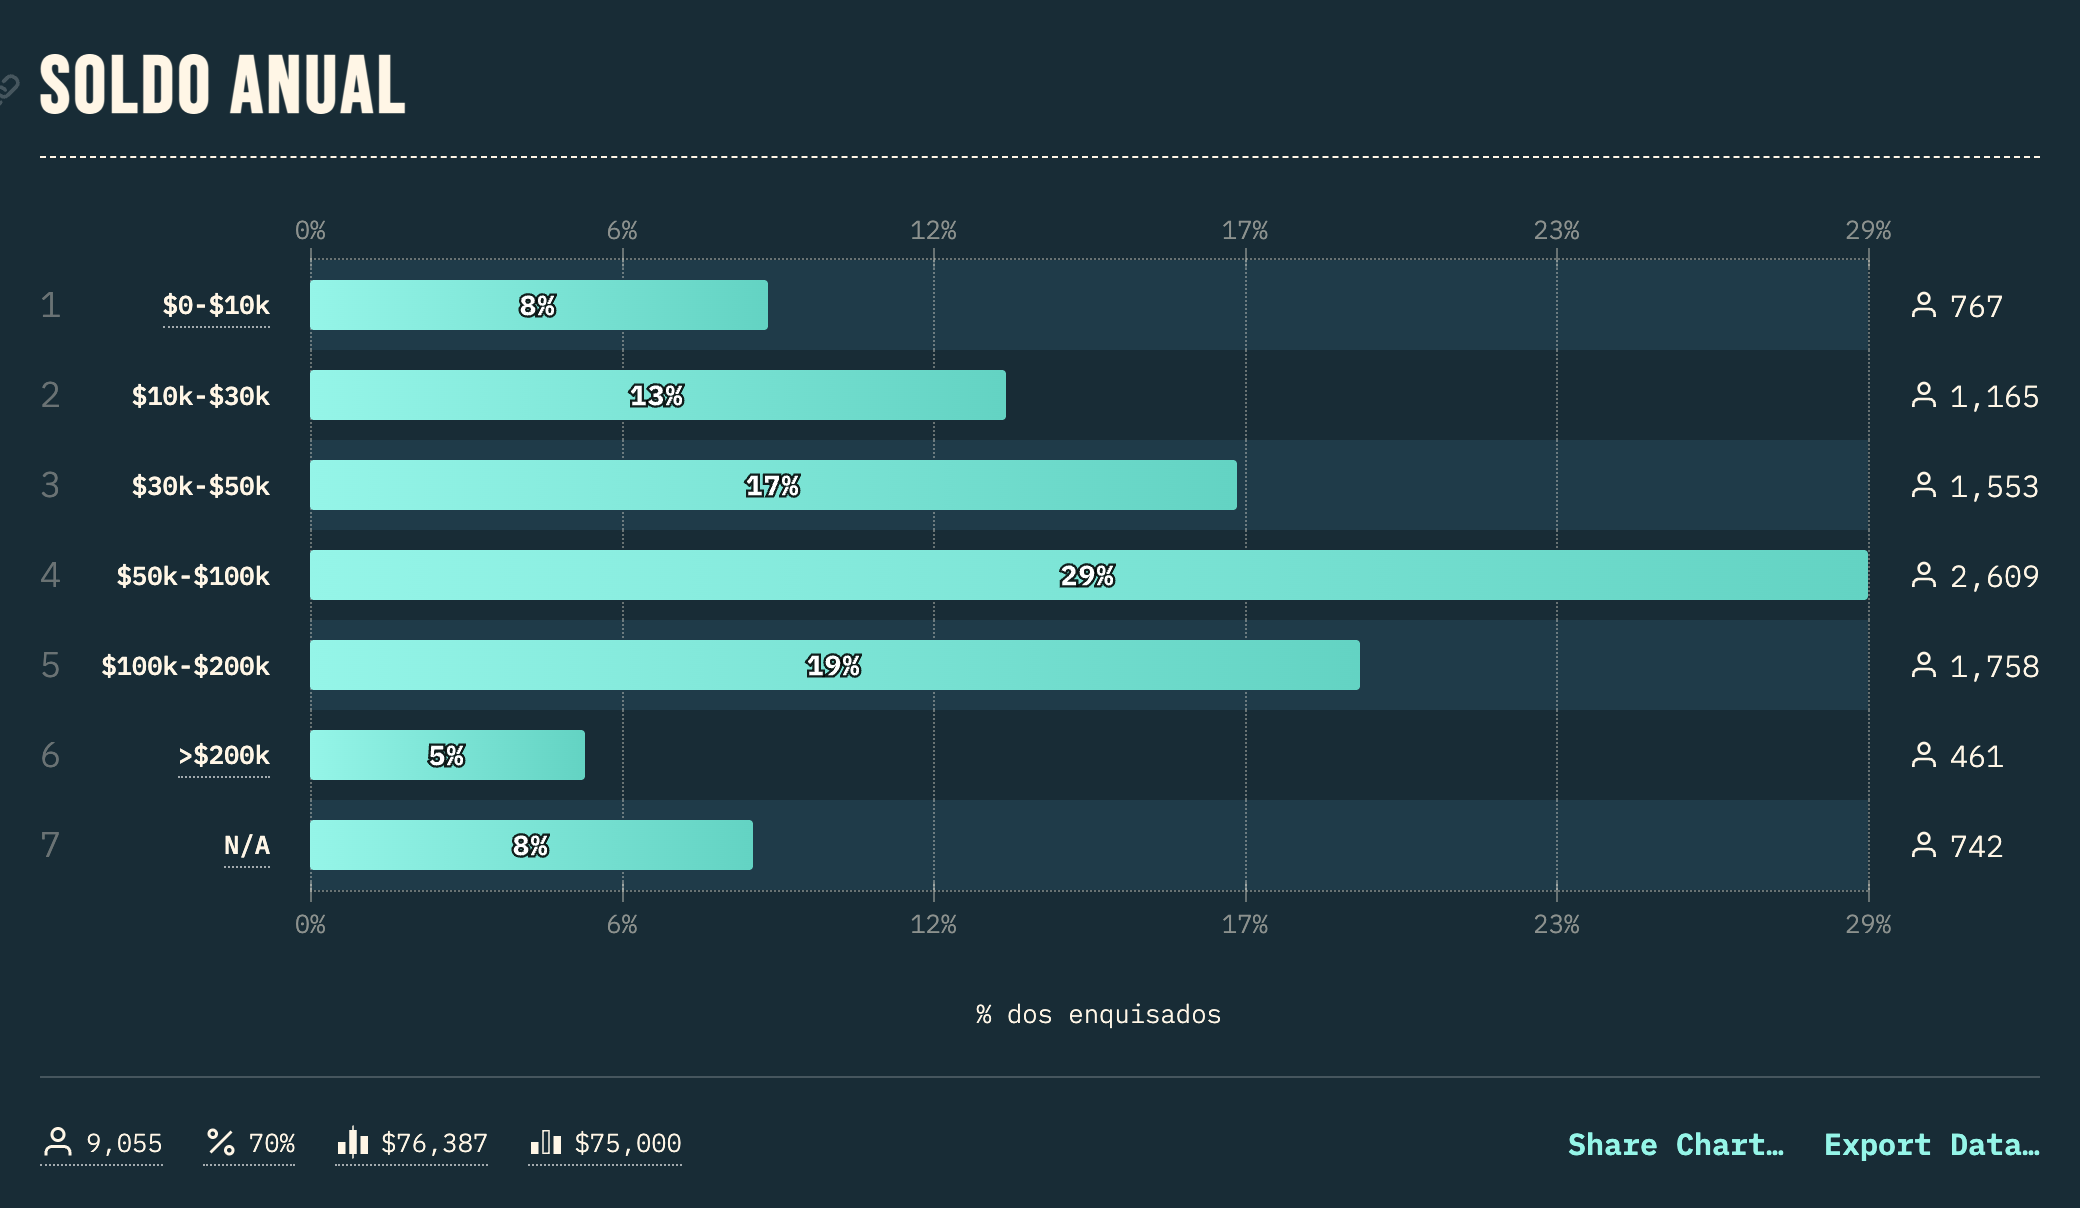 SOLDO ANUAL
0% 6% 12% 17% 23% 29%
1 $0-$10k 8% 767
2 $10k-$30k 13% 1,165
3 $30k-$50k 17% 1,553
4 $50k-$100k 29% 2,609
5 $100k-$200k 19% 1,758
6 >$200k 5% 461
7 N/A 8% 742
0% 6% 12% 17% 23% 29%
% dos enquisados
9,055 70% $76,387 $75,000 Share Chart… Export Data…